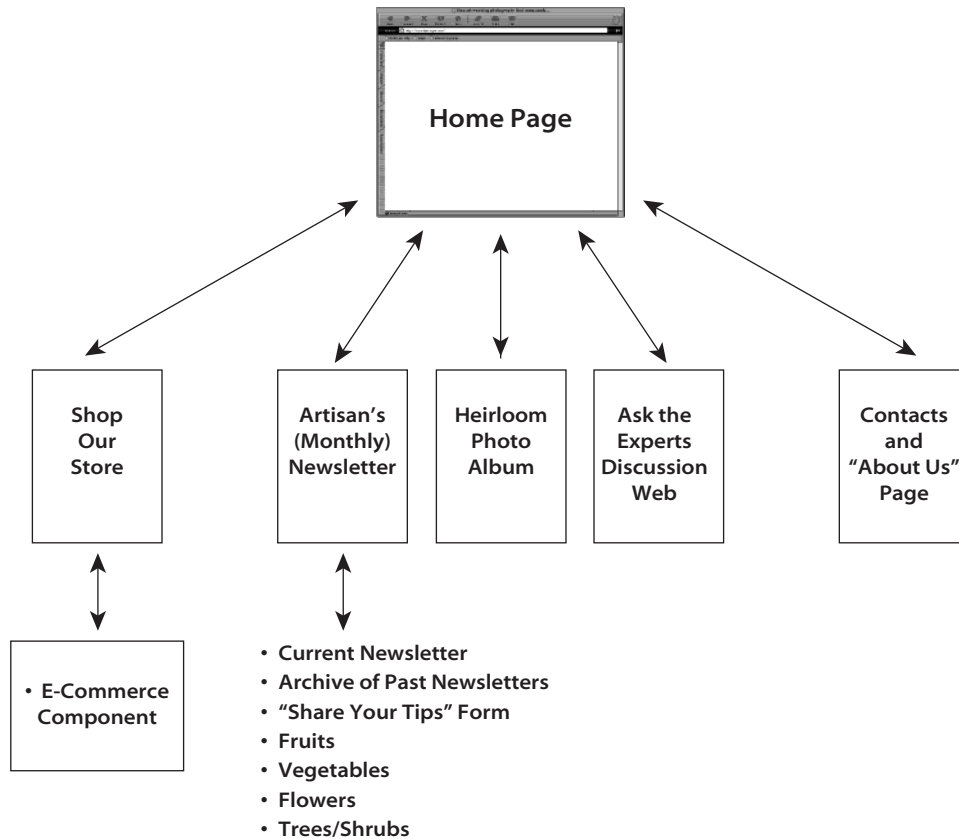 Home Page
Shop
Our
Store
Artisan’s
(Monthly)
Newsletter
Heirloom
Photo
Album
Ask the
Experts
Discussion
Web
Contacts
and
“About Us”
Page
• E-Commerce
Component
• Current Newsletter
• Archive of Past Newsletters
• “Share Your Tips” Form
• Fruits
• Vegetables
• Flowers
• Trees/Shrubs